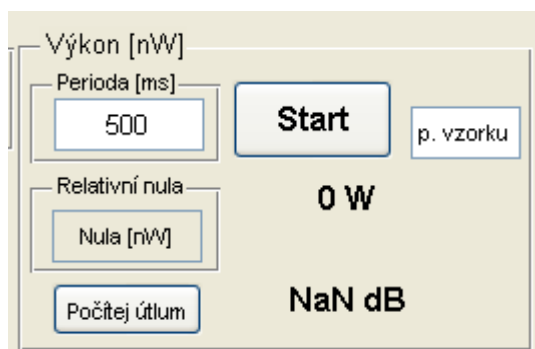 Výkon [nW]
Perioda [ms]
500
Start
p. vzorku
Relativní nula
0 W
Nula [nW]
Počítej útlum
NaN dB